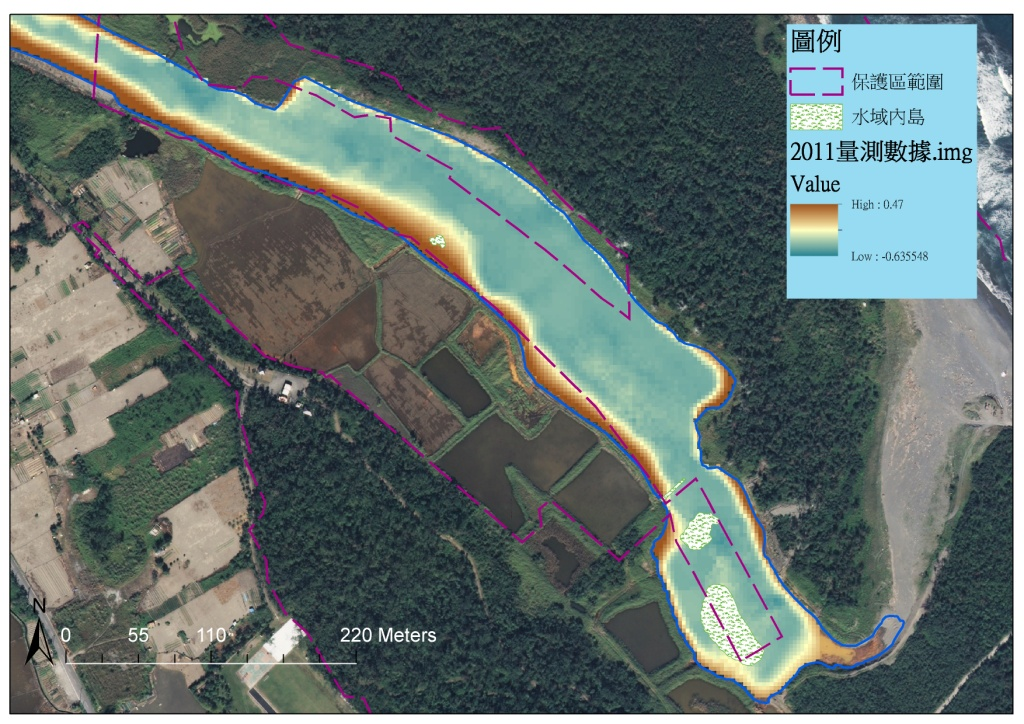 圖例
保護區範圍
水域內島
2011量測數據.img
Value
High : 0.47
Low : -0.635548
N
0 55 110 220 Meters